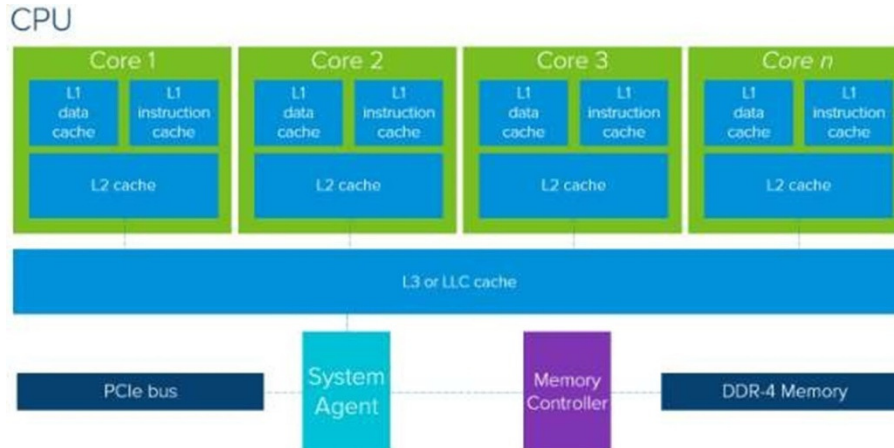 CPU
Core 1
L1
data
cache
L1
instruction
cache
L2 cache
Core 2
L1
data
cache
L1
instruction
cache
L2 cache
Core 3
L1
data
cache
L1
instruction
cache
L2 cache
Core n
L1
data
cache
L1
instruction
cache
L2 cache
L3 or LLC cache
PCIe bus
System
Agent
Memory
Controller
DDR-4 Memory